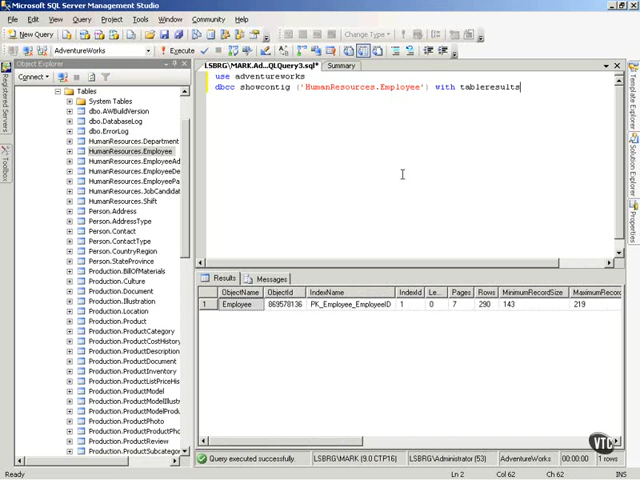 Microsoft SQL Server Management Studio
File Edit View Query Project Tools Window Community Help
New Query Change Type
AdventureWorks Execute
Object Explorer
Connect
Tables
System Tables
dbo.AWBuildVersion
dbo.DatabaseLog
dbo.ErrorLog
HumanResources.Department
HumanResources.Employee
HumanResources.EmployeeAd
HumanResources.EmployeeDe
HumanResources.EmployeePa
HumanResources.JobCandidat
HumanResources.Shift
Person.Address
Person.AddressType
Person.Contact
Person.ContactType
Person.CountryRegion
Person.StateProvince
Production.BillOfMaterials
Production.Culture
Production.Document
Production.Illustration
Production.Location
Production.Product
Production.ProductCategory
Production.ProductCostHistor
Production.ProductDescription
Production.ProductDocument
Production.ProductInventory
Production.ProductListPriceHis
Production.ProductModel
Production.ProductModelIllustr
Production.ProductModelProd
Production.ProductPhoto
Production.ProductProductPho
Production.ProductReview
Production.ProductSubcategor
Registered Servers
Toolbox
LSBRG\MARK.Ad...QLQuery3.sql* Summary
use adventureworks
dbcc showcontig ('HumanResources.Employee') with tableresults
Template Explorer
Solution Explorer
Properties
Results Messages
ObjectName ObjectId IndexName IndexId Le... Pages Rows MinimumRecordSize MaximumRecor
1 Employee 869578136 PK_Employee_EmployeeID 1 0 7 290 143 219
VTC
Query executed successfully. LSBRG\MARK (9.0 CTP16) LSBRG\Administrator (53) AdventureWorks 00:00:00 1 rows
Ready Ln 2 Col 62 Ch 62 INS